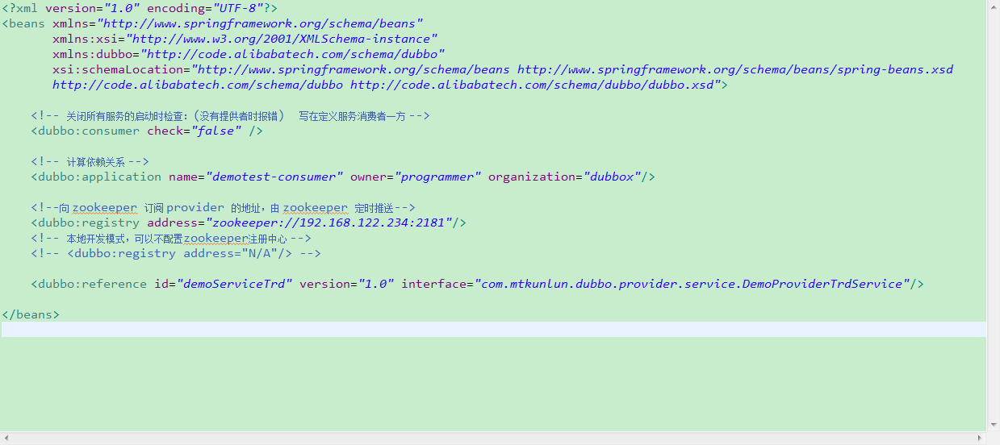 <?xml version="1.0" encoding="UTF-8"?>
<beans xmlns="http://www.springframework.org/schema/beans"
xmlns:xsi="http://www.w3.org/2001/XMLSchema-instance"
xmlns:dubbo="http://code.alibabatech.com/schema/dubbo"
xsi:schemaLocation="http://www.springframework.org/schema/beans http://www.springframework.org/schema/beans/spring-beans.xsd
http://code.alibabatech.com/schema/dubbo http://code.alibabatech.com/schema/dubbo/dubbo.xsd">
<!-- 关闭所有服务的启动时检查:（没有提供者时报错） 写在定义服务消费者一方 -->
<dubbo:consumer check="false" />
<!-- 计算依赖关系 -->
<dubbo:application name="demotest-consumer" owner="programmer" organization="dubbox"/>
<!--向 zookeeper 订阅 provider 的地址，由 zookeeper 定时推送-->
<dubbo:registry address="zookeeper://192.168.122.234:2181"/>
<!-- 本地开发模式，可以不配置zookeeper注册中心 -->
<!-- <dubbo:registry address="N/A"/> -->
<dubbo:reference id="demoServiceTrd" version="1.0" interface="com.mtkunlun.dubbo.provider.service.DemoProviderTrdService"/>
</beans>